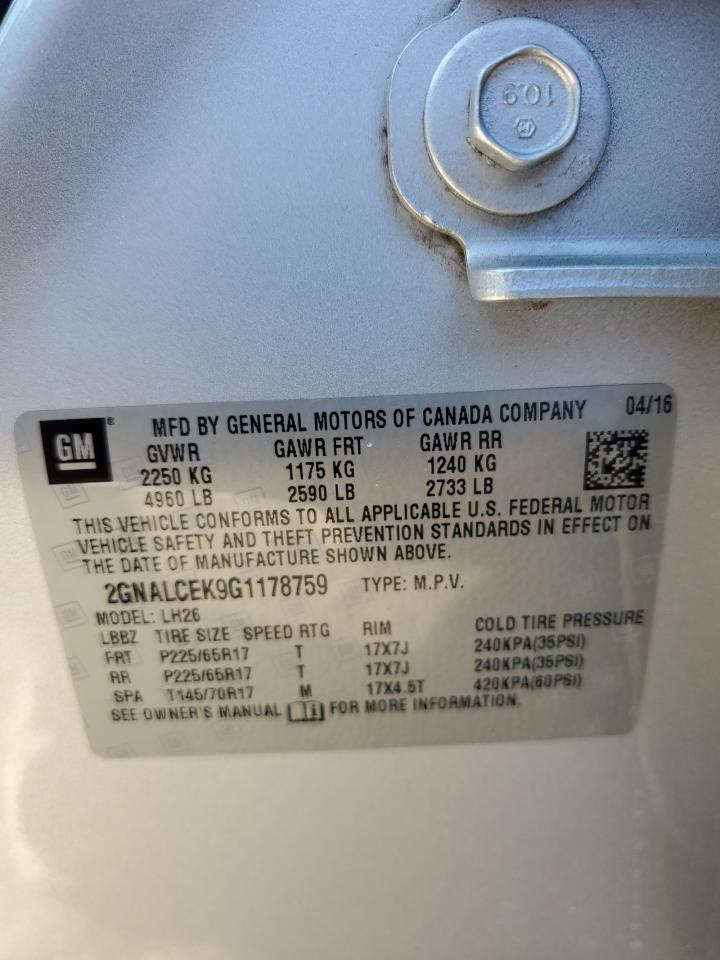 10.9
GM
MFD BY GENERAL MOTORS OF CANADA COMPANY 04/16
GVWR GAWR FRT GAWR RR
2250 KG 1175 KG 1240 KG
4960 LB 2590 LB 2733 LB
THIS VEHICLE CONFORMS TO ALL APPLICABLE U.S. FEDERAL MOTOR
VEHICLE SAFETY AND THEFT PREVENTION STANDARDS IN EFFECT ON
THE DATE OF MANUFACTURE SHOWN ABOVE.
2GNALCEK9G1178759 TYPE: M.P.V.
MODEL: LH26
LBBZ TIRE SIZE SPEED RTG RIM COLD TIRE PRESSURE
FRT P225/65R17 T 17X7J 240KPA(35PSI)
RR P225/65R17 T 17X7J 240KPA(35PSI)
SPA T145/70R17 M 17X4.5T 420KPA(60PSI)
SEE OWNER'S MANUAL FOR MORE INFORMATION.